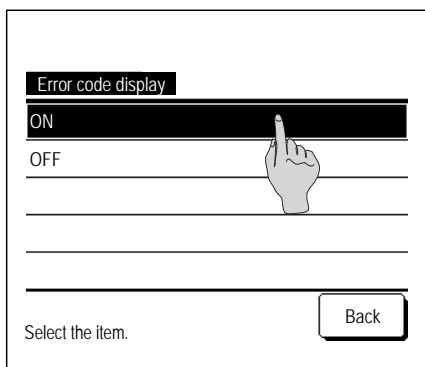 Error code display
ON
OFF
Back
Select the item.